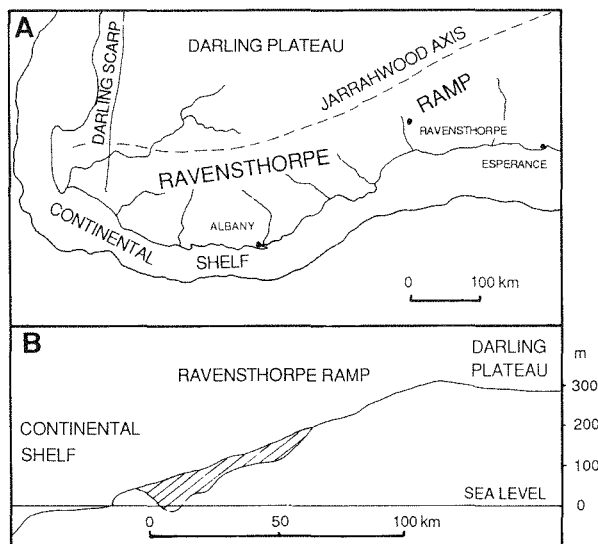 A
DARLING PLATEAU
DARLING SCARP
JARRAHWOOD AXIS
RAMP
RAVENSTHORPE
RAVENSTHORPE
ESPERANCE
ALBANY
CONTINENTAL
SHELF
0 100 km
B
DARLING
PLATEAU
m
RAVENSTHORPE RAMP
300
CONTINENTAL
SHELF
200
100
SEA LEVEL
0
0 50 100 km